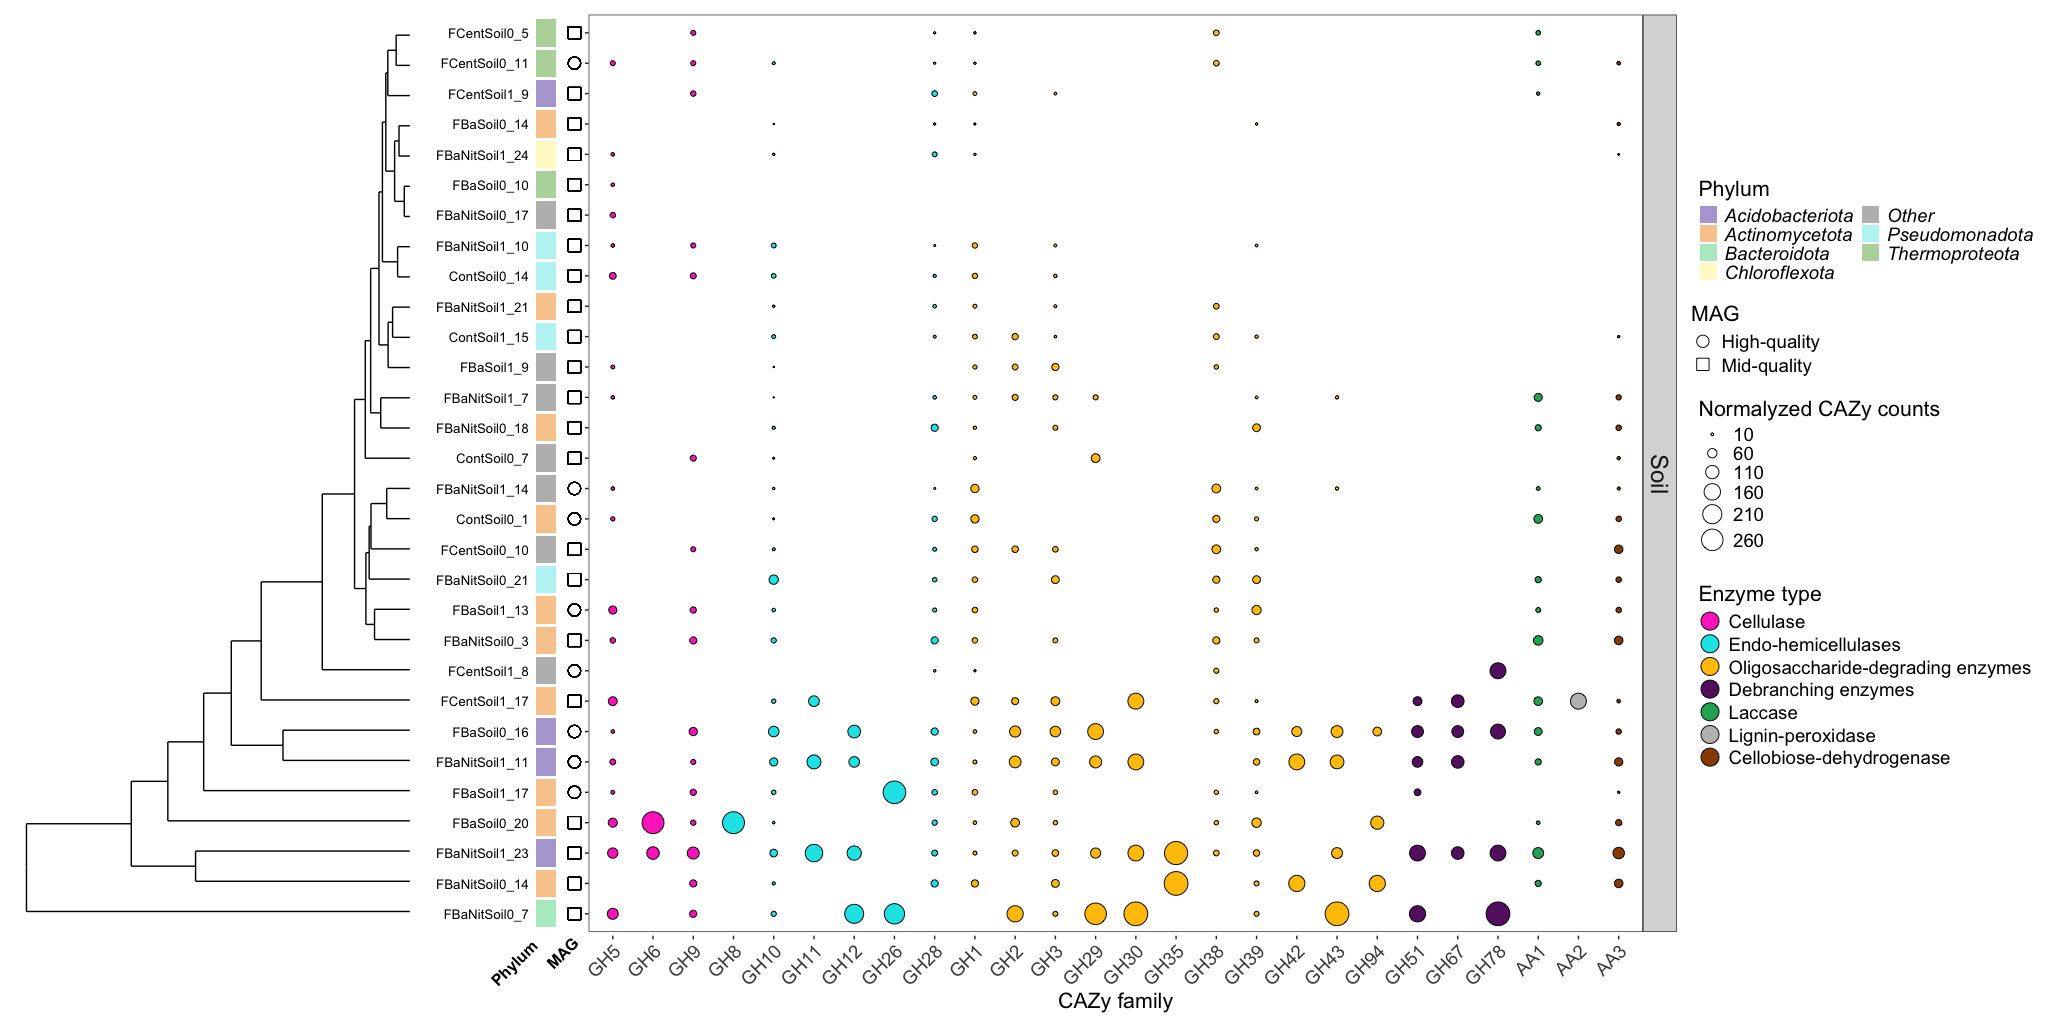 FCentSoil0_5
FCentSoil0_11
FCentSoil1_9
FBaSoil0_14
FBaNitSoil1_24
FBaSoil0_10
FBaNitSoil0_17
FBaNitSoil1_10
ContSoil0_14
FBaNitSoil1_21
ContSoil1_15
FBaSoil1_9
FBaNitSoil1_7
FBaNitSoil0_18
ContSoil0_7
FBaNitSoil1_14
ContSoil0_1
FCentSoil0_10
FBaNitSoil0_21
FBaSoil1_13
FBaNitSoil0_3
FCentSoil1_8
FCentSoil1_17
FBaSoil0_16
FBaNitSoil1_11
FBaSoil1_17
FBaSoil0_20
FBaNitSoil1_23
FBaNitSoil0_14
FBaNitSoil0_7
Phylum MAG GH5 GH6 GH9 GH8 GH10 GH11 GH12 GH26 GH28 GH1 GH2 GH3 GH29 GH30 GH35 GH38 GH39 GH42 GH43 GH94 GH51 GH67 GH78 AA1 AA2 AA3
CAZy family
Soil
Phylum
Acidobacteriota Other
Actinomycetota Pseudomonadota
Bacteroidota Thermoproteota
Chloroflexota
MAG
High-quality
Mid-quality
Normalized CAZy counts
10
60
110
160
210
260
Enzyme type
Cellulase
Endo-hemicellulases
Oligosaccharide-degrading enzymes
Debranching enzymes
Laccase
Lignin-peroxidase
Cellobiose-dehydrogenase